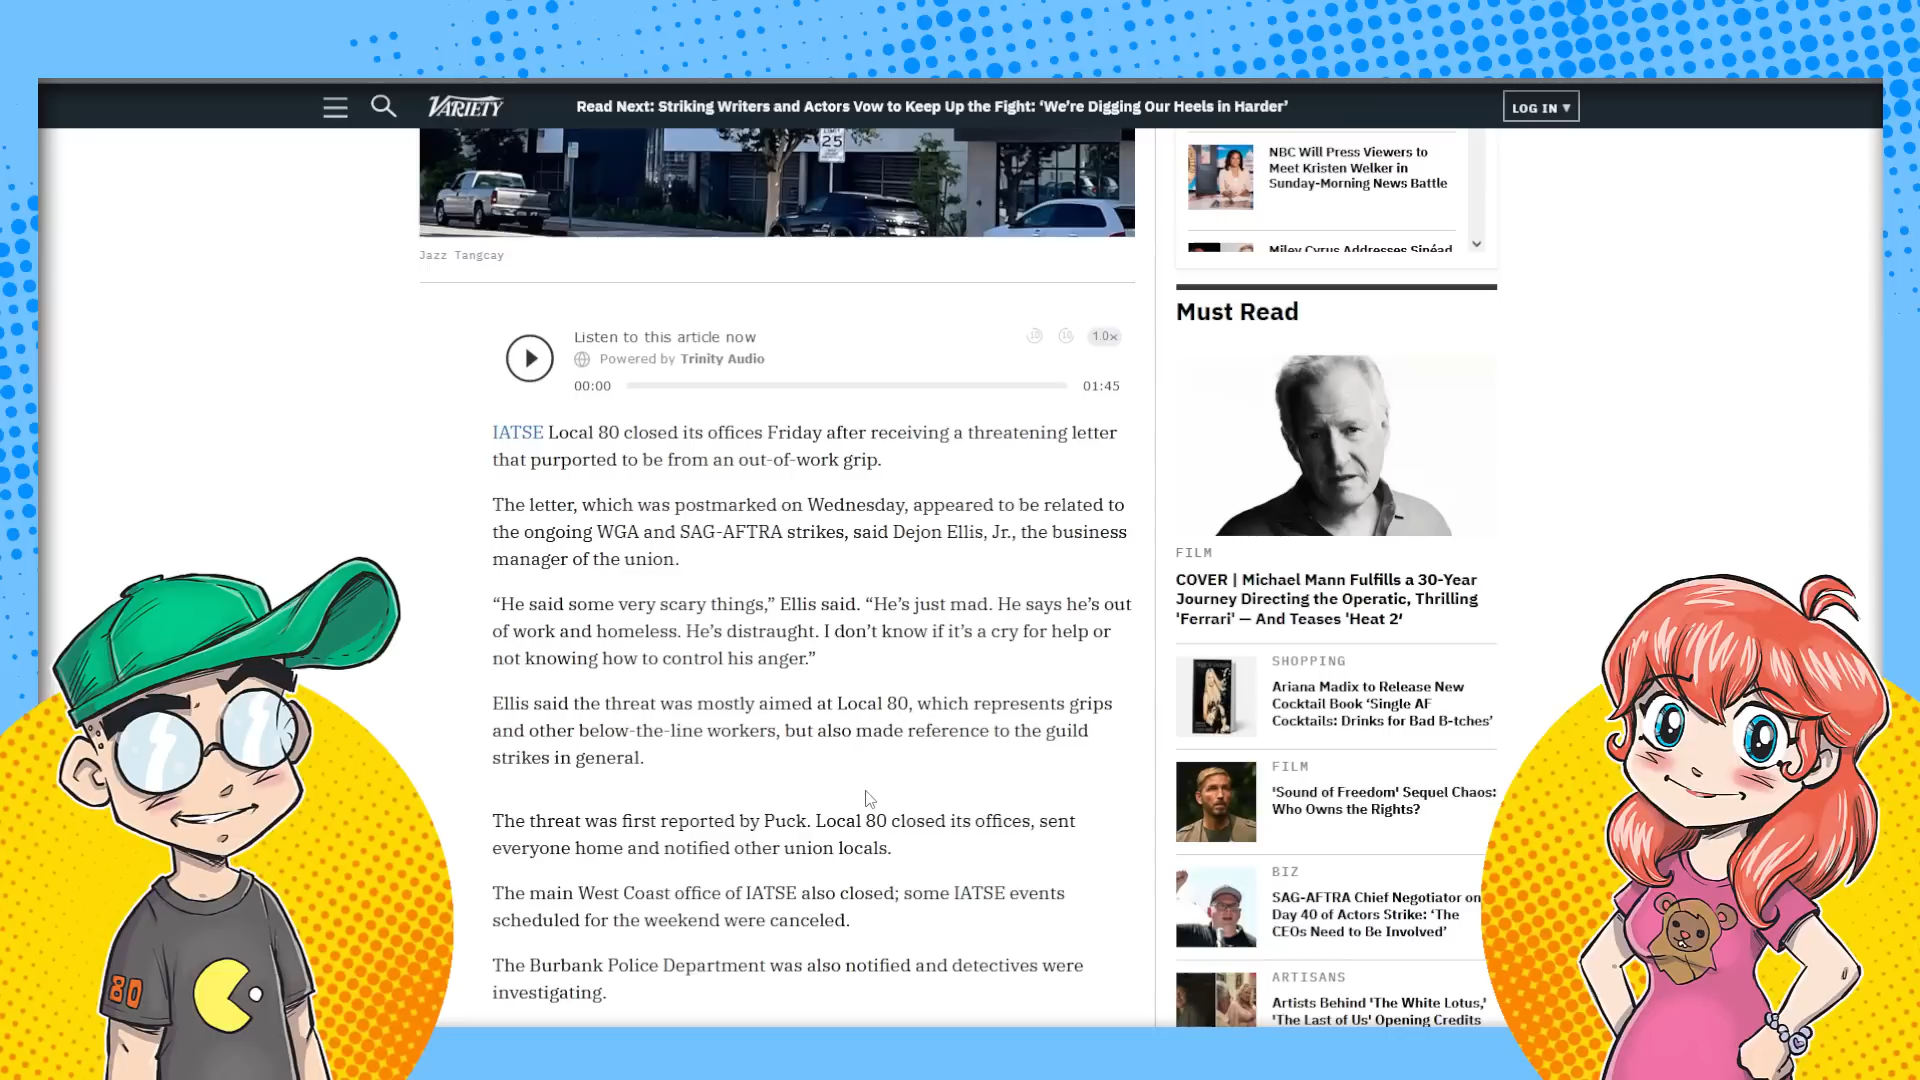 VARIETY
Read Next: Striking Writers and Actors Vow to Keep Up the Fight: ‘We’re Digging Our Heels in Harder’
LOG IN ▾
LIMIT
25
Jazz Tangcay
Listen to this article now
10
10
1.0x
Powered by Trinity Audio
00:00
01:45
IATSE Local 80 closed its offices Friday after receiving a threatening letter
that purported to be from an out-of-work grip.
The letter, which was postmarked on Wednesday, appeared to be related to
the ongoing WGA and SAG-AFTRA strikes, said Dejon Ellis, Jr., the business
manager of the union.
“He said some very scary things,” Ellis said. “He’s just mad. He says he’s out
of work and homeless. He’s distraught. I don’t know if it’s a cry for help or
not knowing how to control his anger.”
Ellis said the threat was mostly aimed at Local 80, which represents grips
and other below-the-line workers, but also made reference to the guild
strikes in general.
The threat was first reported by Puck. Local 80 closed its offices, sent
everyone home and notified other union locals.
The main West Coast office of IATSE also closed; some IATSE events
scheduled for the weekend were canceled.
The Burbank Police Department was also notified and detectives were
investigating.
NBC Will Press Viewers to
Meet Kristen Welker in
Sunday-Morning News Battle
Miley Cyrus Addresses Sinéad
Must Read
FILM
COVER | Michael Mann Fulfills a 30-Year
Journey Directing the Operatic, Thrilling
'Ferrari' — And Teases 'Heat 2'
SHOPPING
Ariana Madix to Release New
Cocktail Book ‘Single AF
Cocktails: Drinks for Bad B-tches’
FILM
'Sound of Freedom' Sequel Chaos:
Who Owns the Rights?
BIZ
SAG-AFTRA Chief Negotiator on
Day 40 of Actors Strike: ‘The
CEOs Need to Be Involved’
ARTISANS
Artists Behind 'The White Lotus,'
'The Last of Us' Opening Credits
80